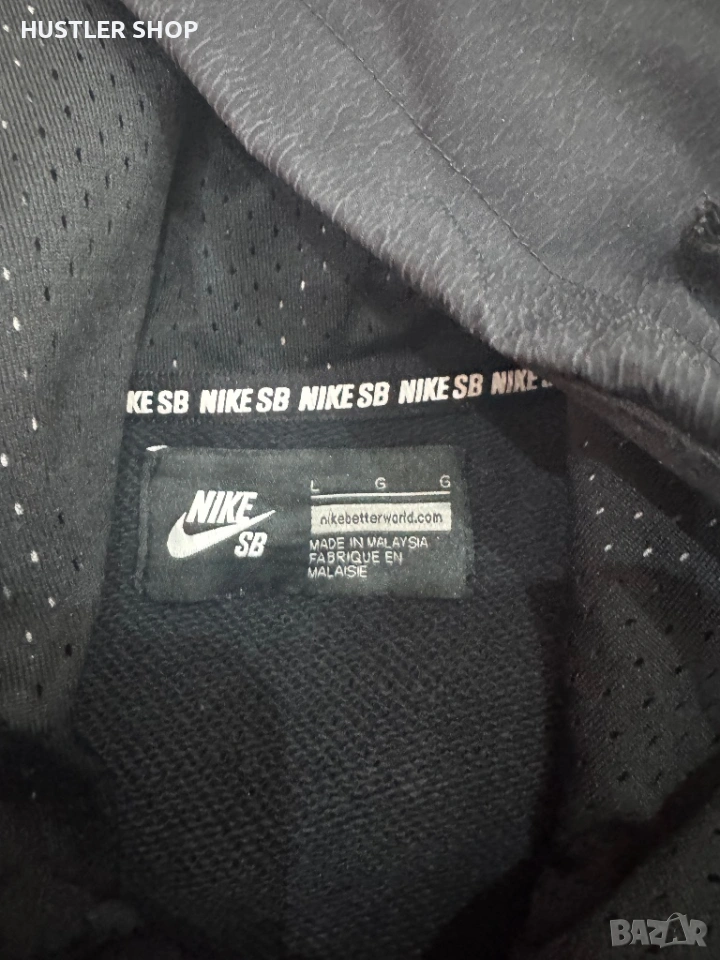 HUSTLER SHOP
KE SB NIKE SB NIKE SB NIKE SB NIKE
NIKE
SB
L G G
nikebetterworld.com
MADE IN MALAYSIA
FABRIQUE EN
MALAISIE
BAZAR